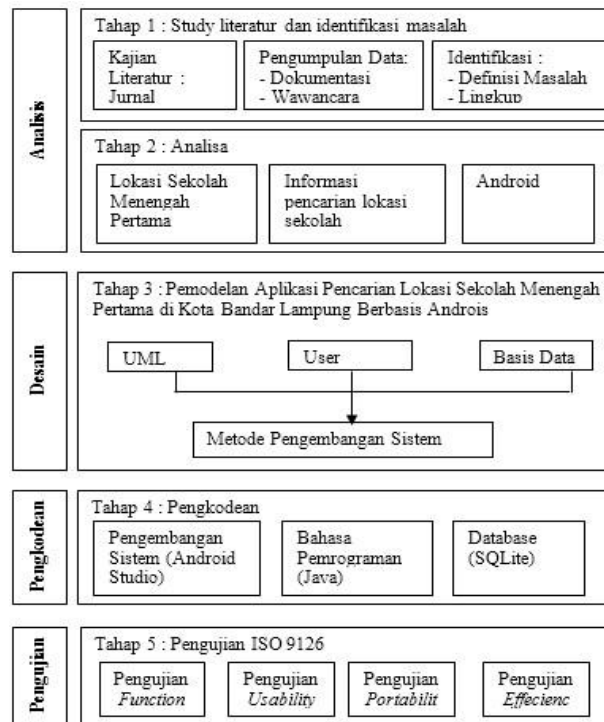 Analisis
Tahap 1 : Study literatur dan identifikasi masalah
Kajian
Literatur :
Jurnal
Pengumpulan Data:
- Dokumentasi
- Wawancara
Identifikasi :
- Definisi Masalah
- Lingkup
Tahap 2 : Analisa
Lokasi Sekolah
Menengah
Pertama
Informasi
pencarian lokasi
sekolah
Android
Desain
Tahap 3 : Pemodelan Aplikasi Pencarian Lokasi Sekolah Menengah
Pertama di Kota Bandar Lampung Berbasis Androis
UML
User
Basis Data
Metode Pengembangan Sistem
Pengkodean
Tahap 4 : Pengkodean
Pengembangan
Sistem (Android
Studio)
Bahasa
Pemrograman
(Java)
Database
(SQLite)
Pengujian
Tahap 5 : Pengujian ISO 9126
Pengujian
Function
Pengujian
Usability
Pengujian
Portabilit
Pengujian
Effecienc